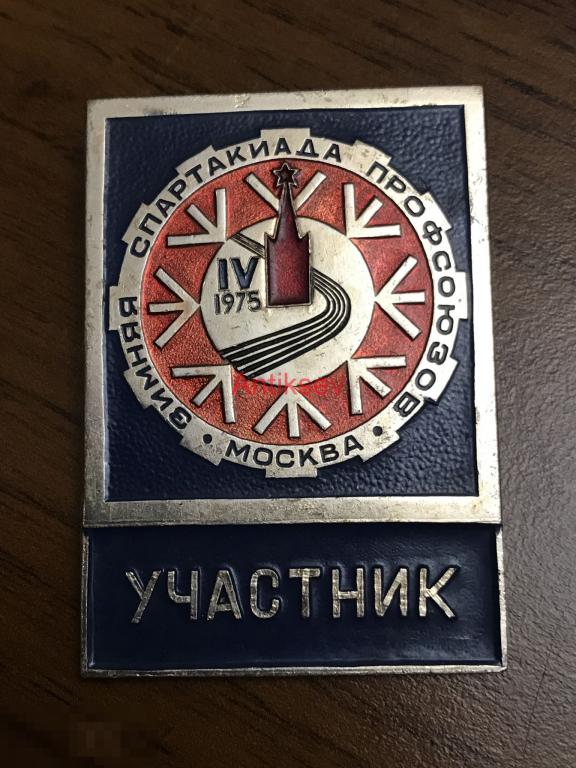 ЗИМНЯЯ СПАРТАКИАДА ПРОФСОЮЗОВ
IV
1975
• МОСКВА •
УЧАСТНИК